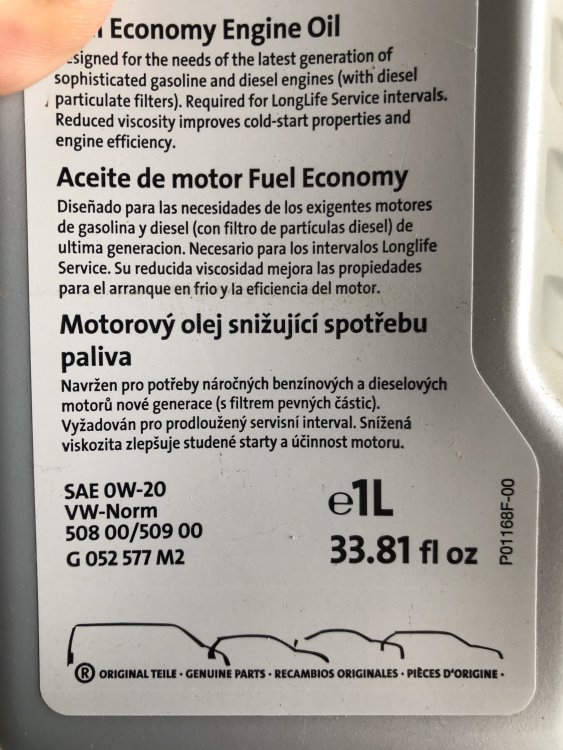 Economy Engine Oil
signed for the needs of the latest generation of
sophisticated gasoline and diesel engines (with diesel
particulate filters). Required for LongLife Service intervals.
Reduced viscosity improves cold-start properties and
engine efficiency.
Aceite de motor Fuel Economy
Diseñado para las necesidades de los exigentes motores
de gasolina y diesel (con filtro de partículas diesel) de
ultima generacion. Necesario para los intervalos Longlife
Service. Su reducida viscosidad mejora las propiedades
para el arranque en frio y la eficiencia del motor.
Motorový olej snižující spotřebu
paliva
Navržen pro potřeby náročných benzínových a dieselových
motorů nové generace (s filtrem pevných částic).
Vyžadován pro prodloužený servisní interval. Snížená
viskozita zlepšuje studené starty a účinnost motoru.
SAE 0W-20
VW-Norm
508 00/509 00
G 052 577 M2
℮1L
33.81 fl oz
P01168F-00
® ORIGINAL TEILE · GENUINE PARTS · RECAMBIOS ORIGINALES · PIÈCES D'ORIGINE ·